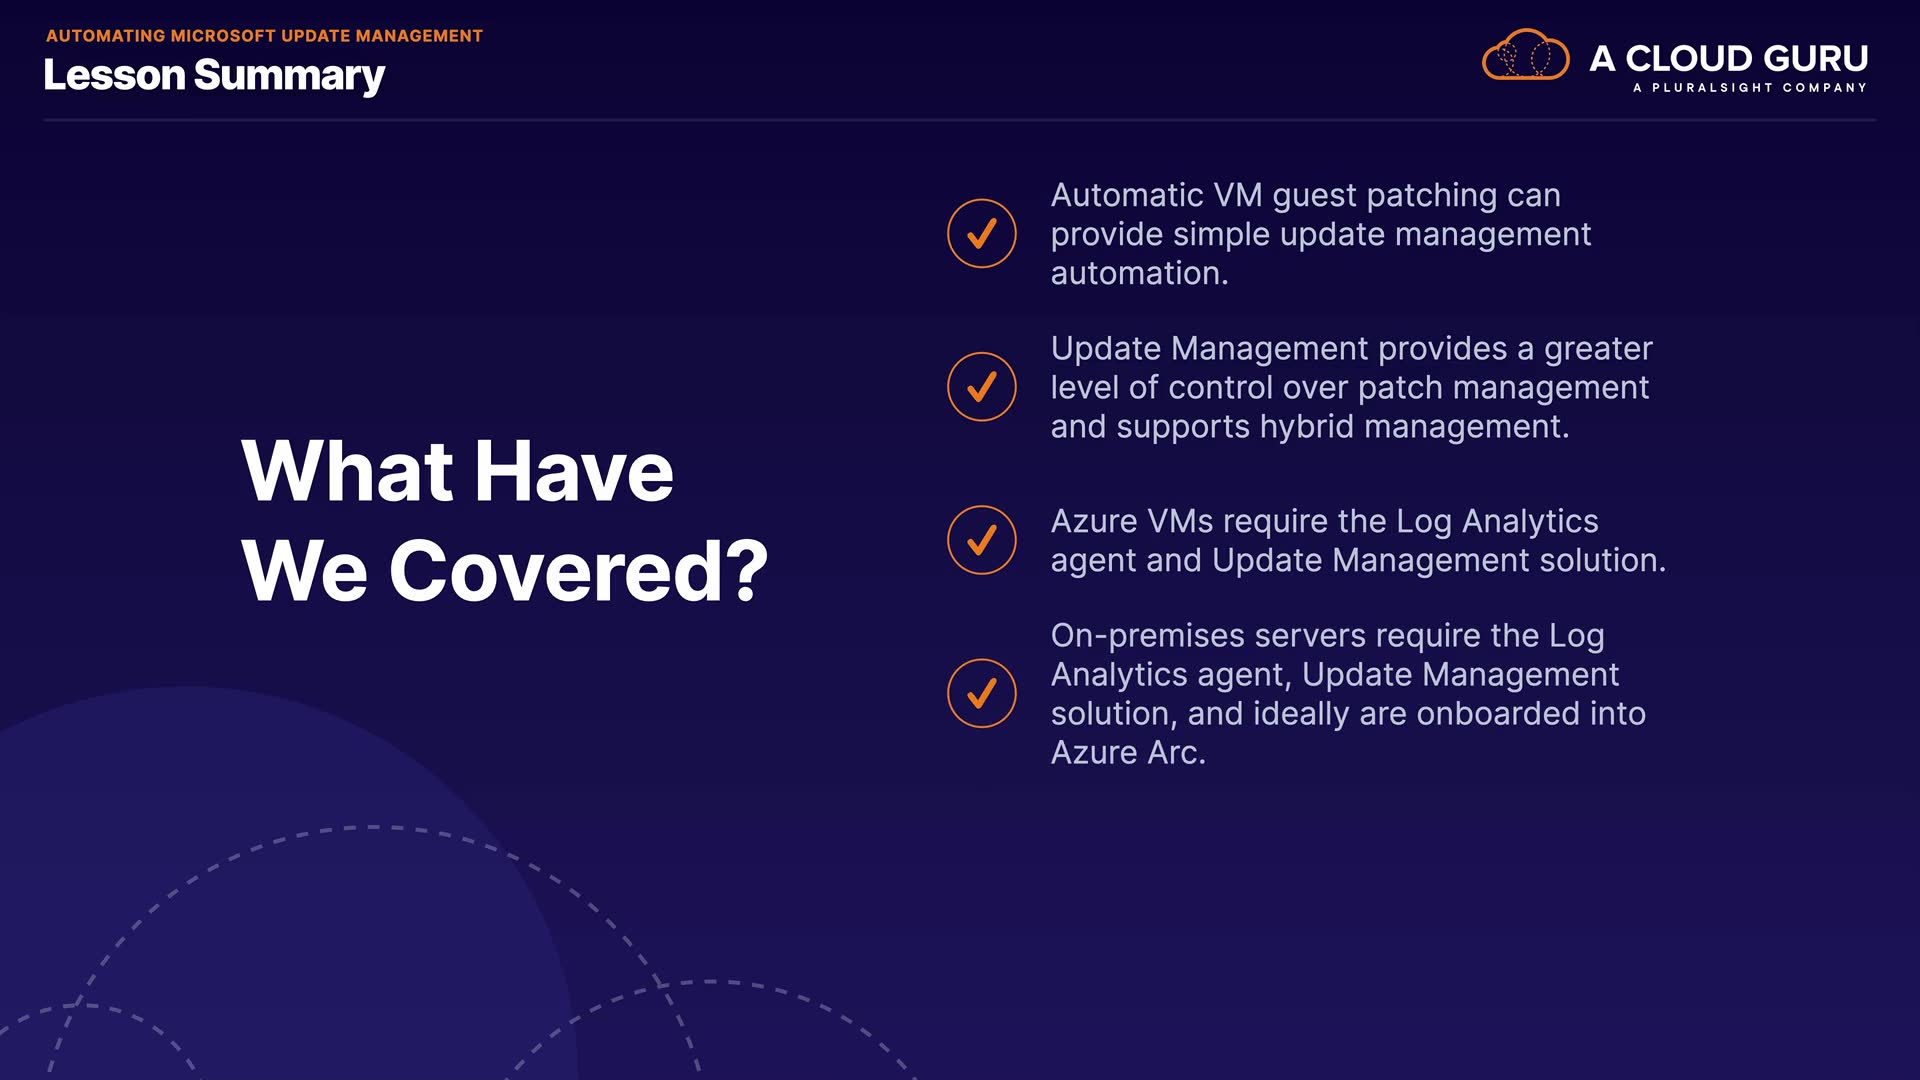 AUTOMATING MICROSOFT UPDATE MANAGEMENT
Lesson Summary
A CLOUD GURU
A PLURALSIGHT COMPANY
What Have
We Covered?
Automatic VM guest patching can
provide simple update management
automation.
Update Management provides a greater
level of control over patch management
and supports hybrid management.
Azure VMs require the Log Analytics
agent and Update Management solution.
On-premises servers require the Log
Analytics agent, Update Management
solution, and ideally are onboarded into
Azure Arc.